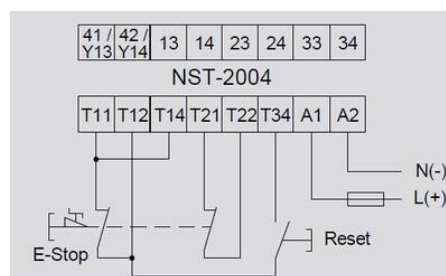 41 / Y13 42 / Y14 13 14 23 24 33 34
NST-2004
T11 T12 T14 T21 T22 T34 A1 A2
N(-)
L(+)
E-Stop
Reset